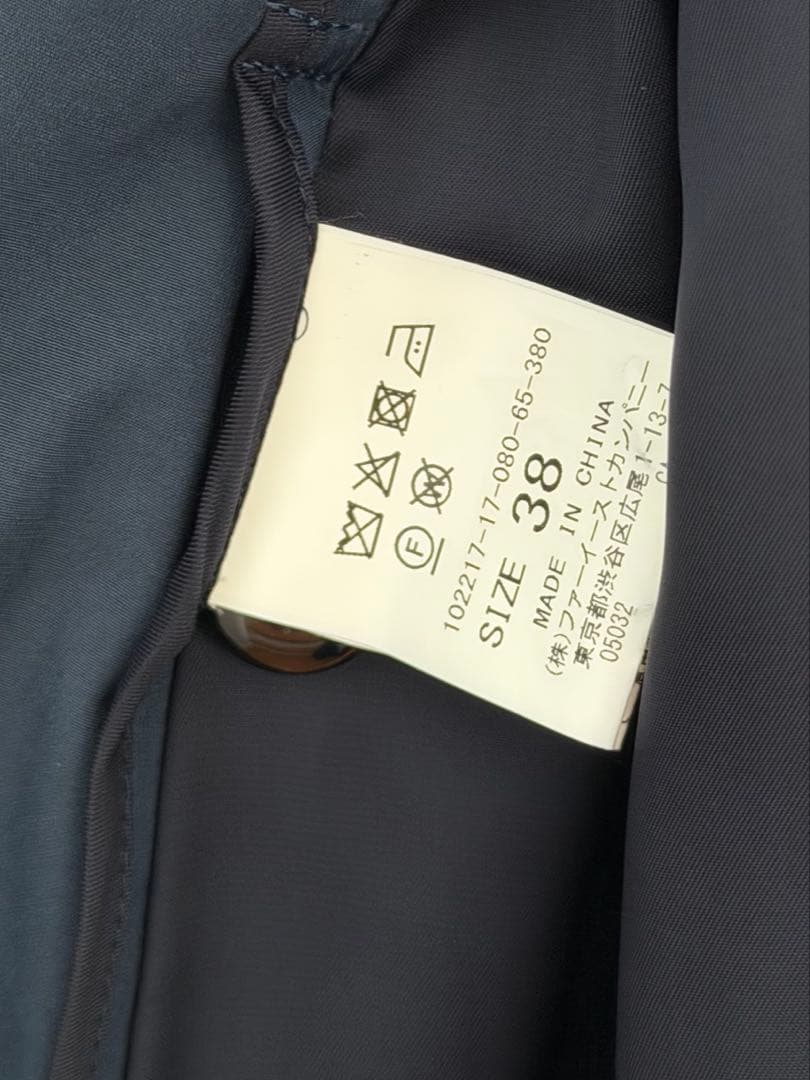 102217-17-080-65-380
SIZE 38
MADE IN CHINA
(株)ファーイーストカンパニー
東京都渋谷区広尾1-13-7
05032
W
F